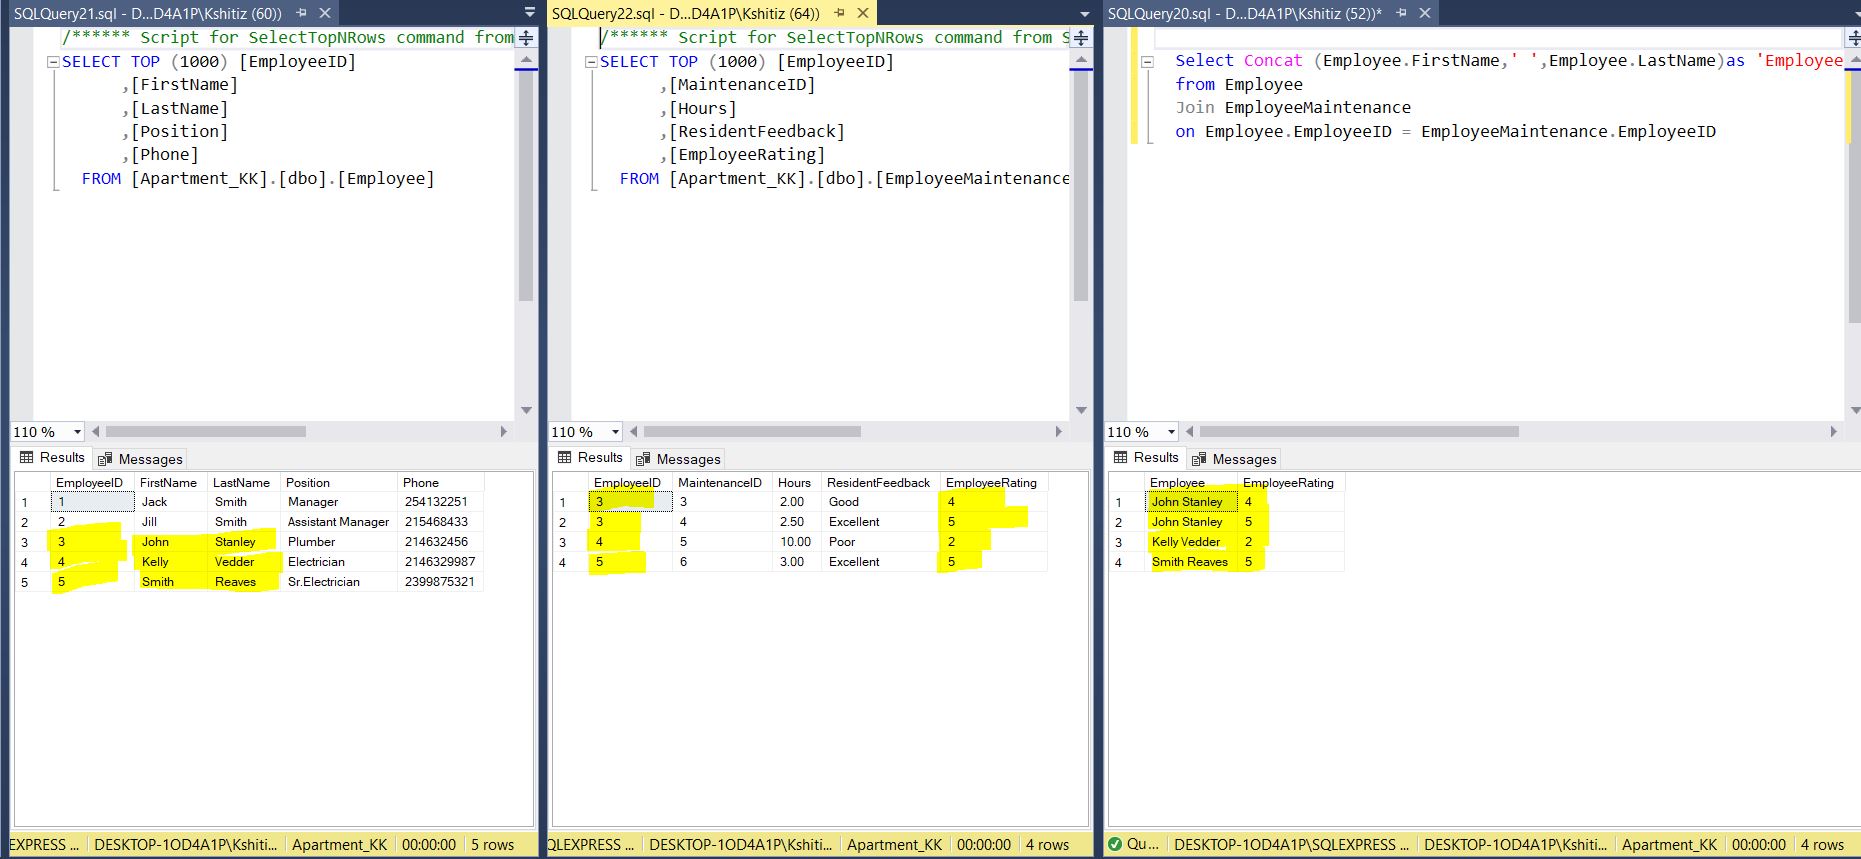 SQLQuery21.sql - D...D4A1P\Kshitiz (60))
/****** Script for SelectTopNRows command from
SELECT TOP (1000) [EmployeeID]
,[FirstName]
,[LastName]
,[Position]
,[Phone]
FROM [Apartment_KK].[dbo].[Employee]
110 %
Results Messages
EmployeeID FirstName LastName Position Phone
1 1 Jack Smith Manager 254132251
2 2 Jill Smith Assistant Manager 215468433
3 3 John Stanley Plumber 214632456
4 4 Kelly Vedder Electrician 2146329987
5 5 Smith Reaves Sr.Electrician 2399875321
EXPRESS ... DESKTOP-1OD4A1P\Kshiti... Apartment_KK 00:00:00 5 rows
SQLQuery22.sql - D...D4A1P\Kshitiz (64))
/****** Script for SelectTopNRows command from S
SELECT TOP (1000) [EmployeeID]
,[MaintenanceID]
,[Hours]
,[ResidentFeedback]
,[EmployeeRating]
FROM [Apartment_KK].[dbo].[EmployeeMaintenance
110 %
Results Messages
EmployeeID MaintenanceID Hours ResidentFeedback EmployeeRating
1 3 3 2.00 Good 4
2 3 4 2.50 Excellent 5
3 4 5 10.00 Poor 2
4 5 6 3.00 Excellent 5
QLEXPRESS ... DESKTOP-1OD4A1P\Kshiti... Apartment_KK 00:00:00 4 rows
SQLQuery20.sql - D...D4A1P\Kshitiz (52))*
Select Concat (Employee.FirstName,' ',Employee.LastName)as 'Employee
from Employee
Join EmployeeMaintenance
on Employee.EmployeeID = EmployeeMaintenance.EmployeeID
110 %
Results Messages
Employee EmployeeRating
1 John Stanley 4
2 John Stanley 5
3 Kelly Vedder 2
4 Smith Reaves 5
Qu... DESKTOP-1OD4A1P\SQLEXPRESS ... DESKTOP-1OD4A1P\Kshiti... Apartment_KK 00:00:00 4 rows